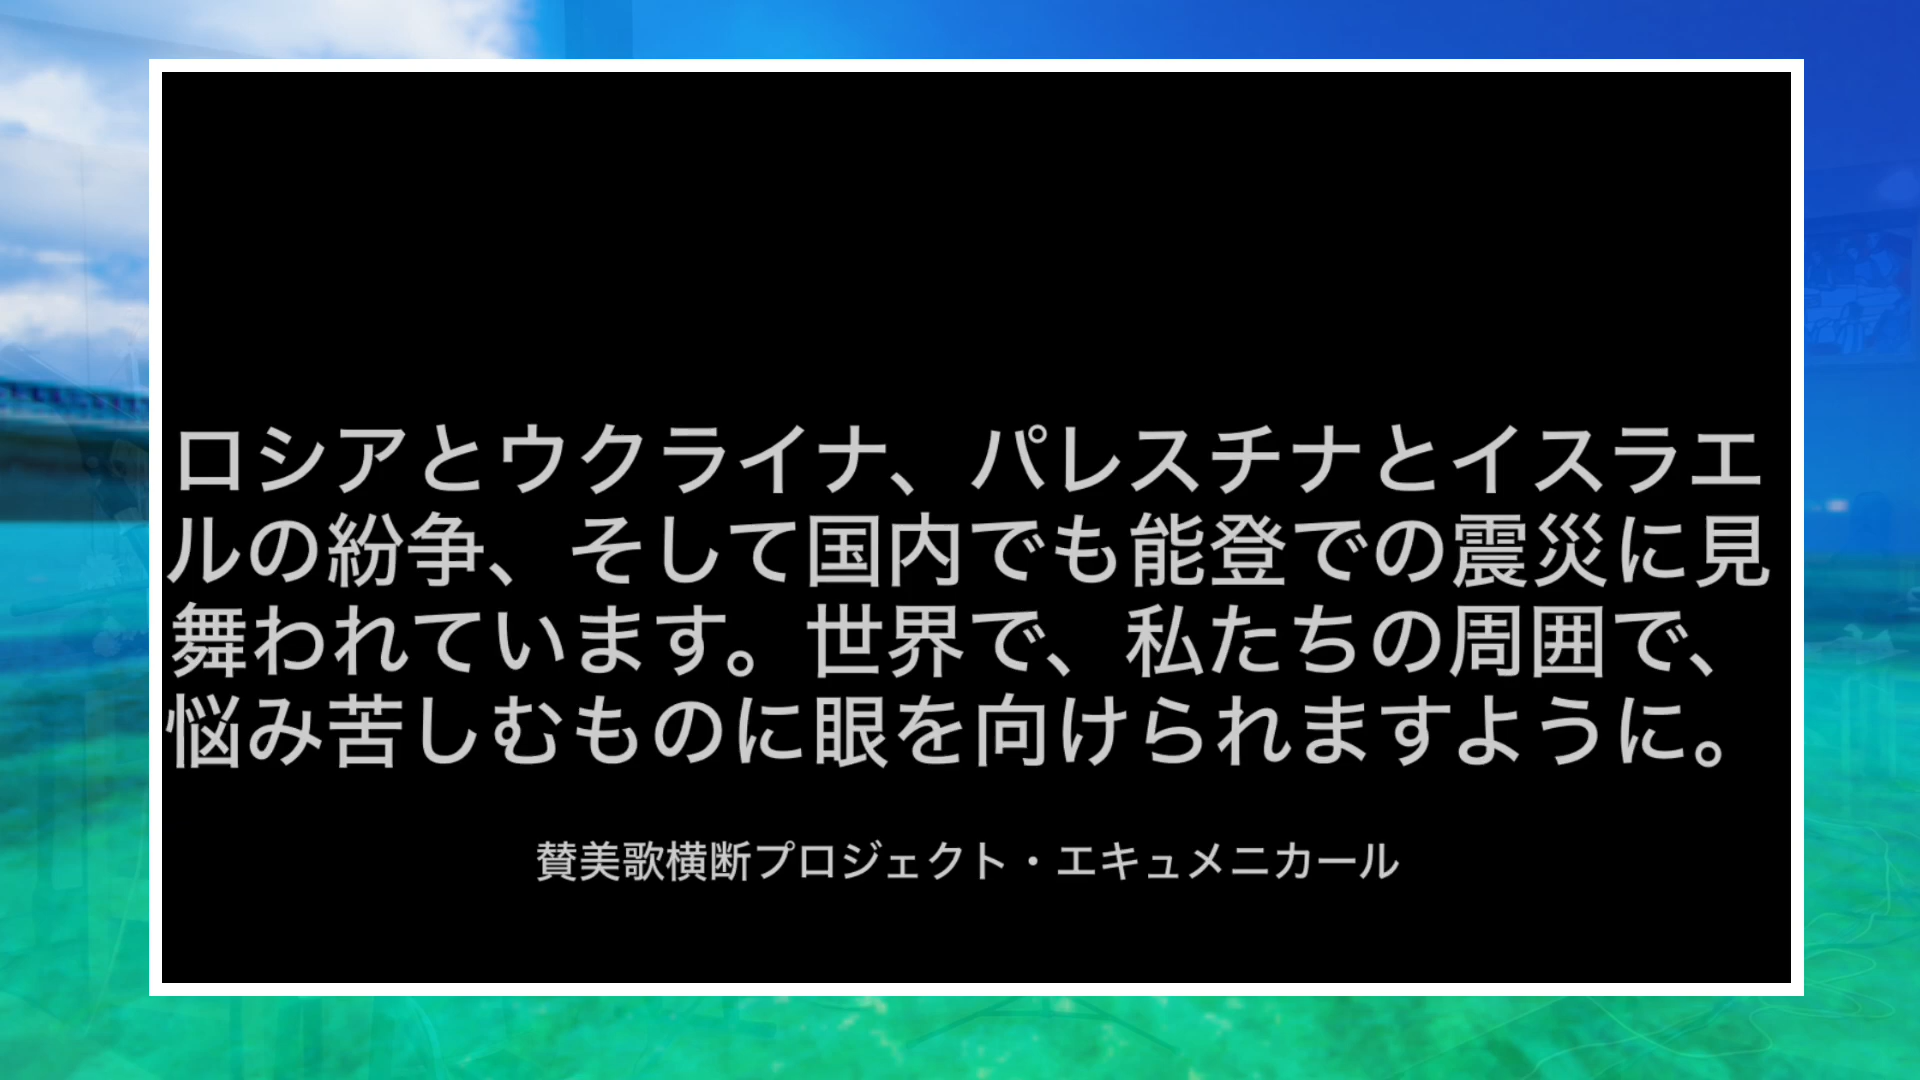 ロシアとウクライナ、パレスチナとイスラエ
ルの紛争、そして国内でも能登での震災に見
舞われています。世界で、私たちの周囲で、
悩み苦しむものに眼を向けられますように。
賛美歌横断プロジェクト・エキュメニカール